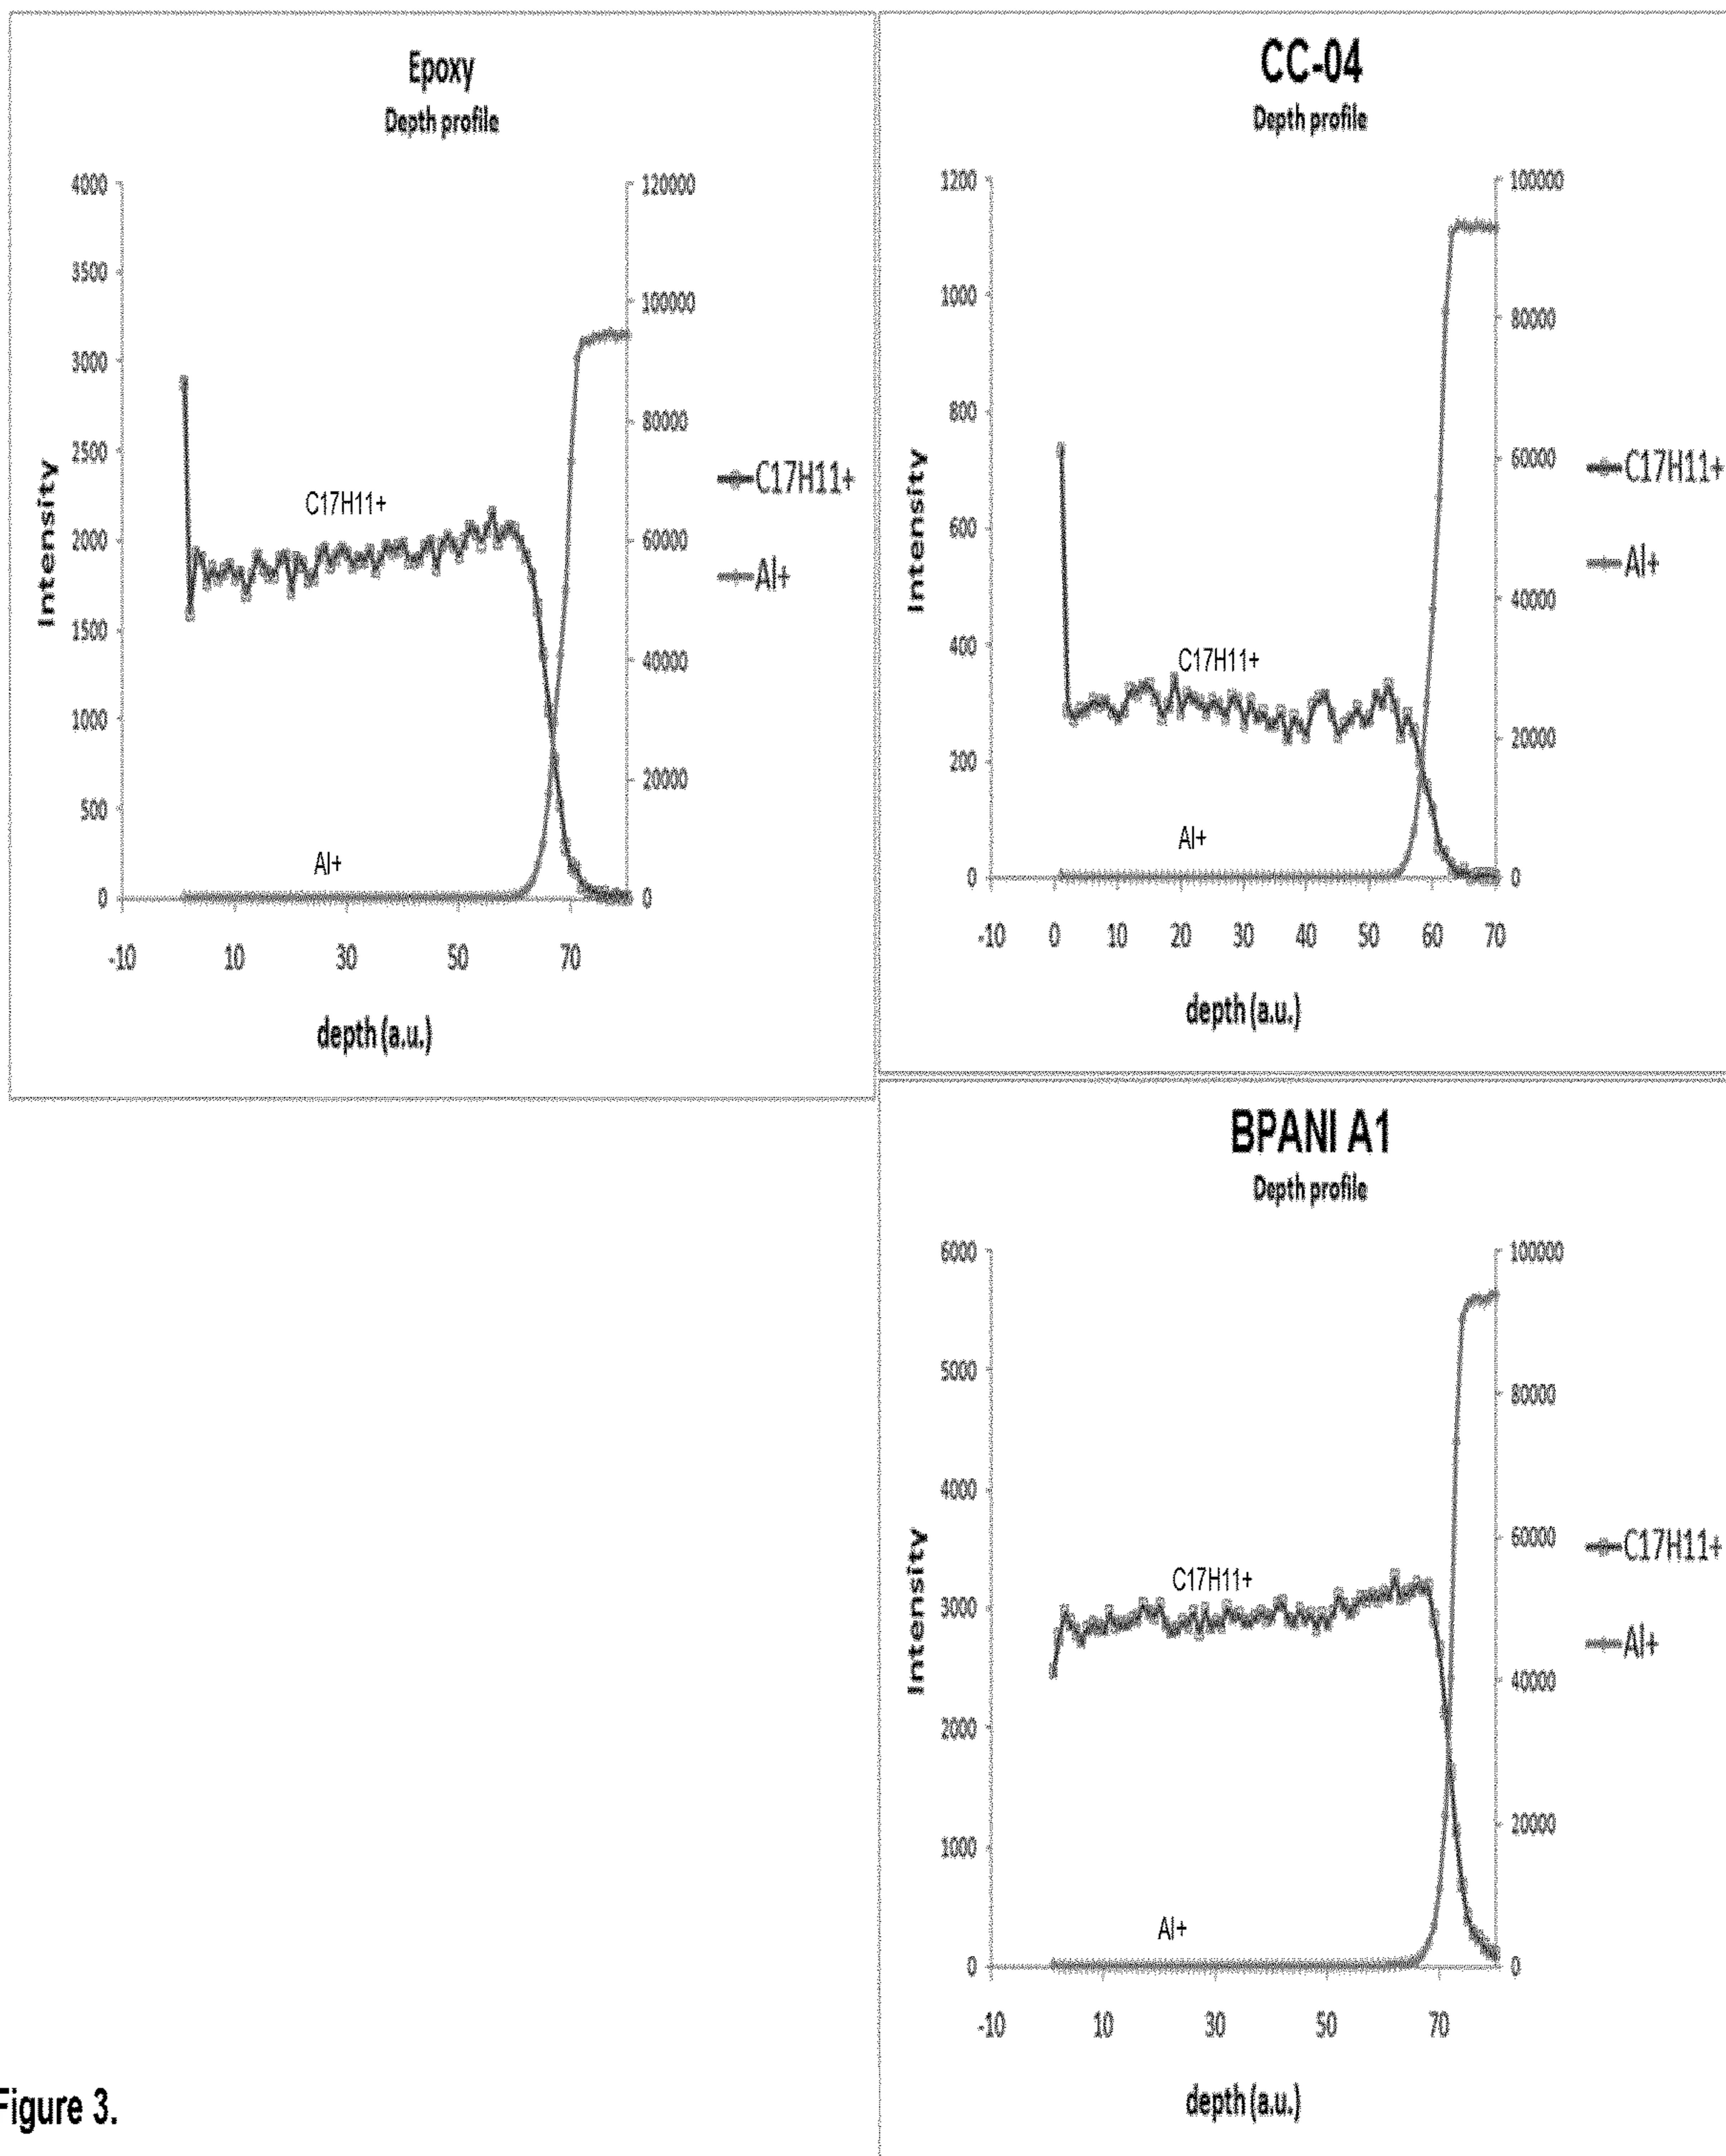 Epoxy
Depth profile
4000
3500
3000
2500
2000
1500
1000
500
0
120000
100000
80000
60000
40000
20000
0
Intensity
C17H11+
Al+
C17H11+
Al+
-10 10 30 50 70
depth (a.u.)
CC-04
Depth profile
1200
1000
800
600
400
200
0
100000
80000
60000
40000
20000
0
Intensity
C17H11+
Al+
C17H11+
Al+
-10 0 10 20 30 40 50 60 70
depth (a.u.)
BPANI A1
Depth profile
6000
5000
4000
3000
2000
1000
0
100000
80000
60000
40000
20000
0
Intensity
C17H11+
Al+
C17H11+
Al+
-10 10 30 50 70
depth (a.u.)
Figure 3.